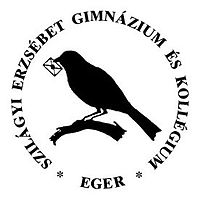 SZILÁGYI ERZSÉBET GIMNÁZIUM ÉS KOLLÉGIUM
* EGER *